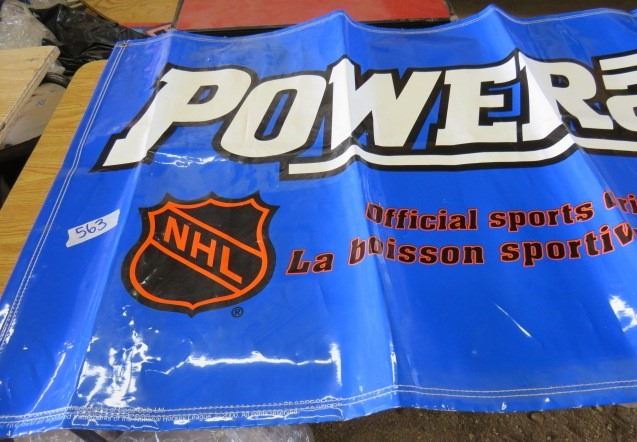 POWER
563
NHL
®
Official sports
La boisson sportiv